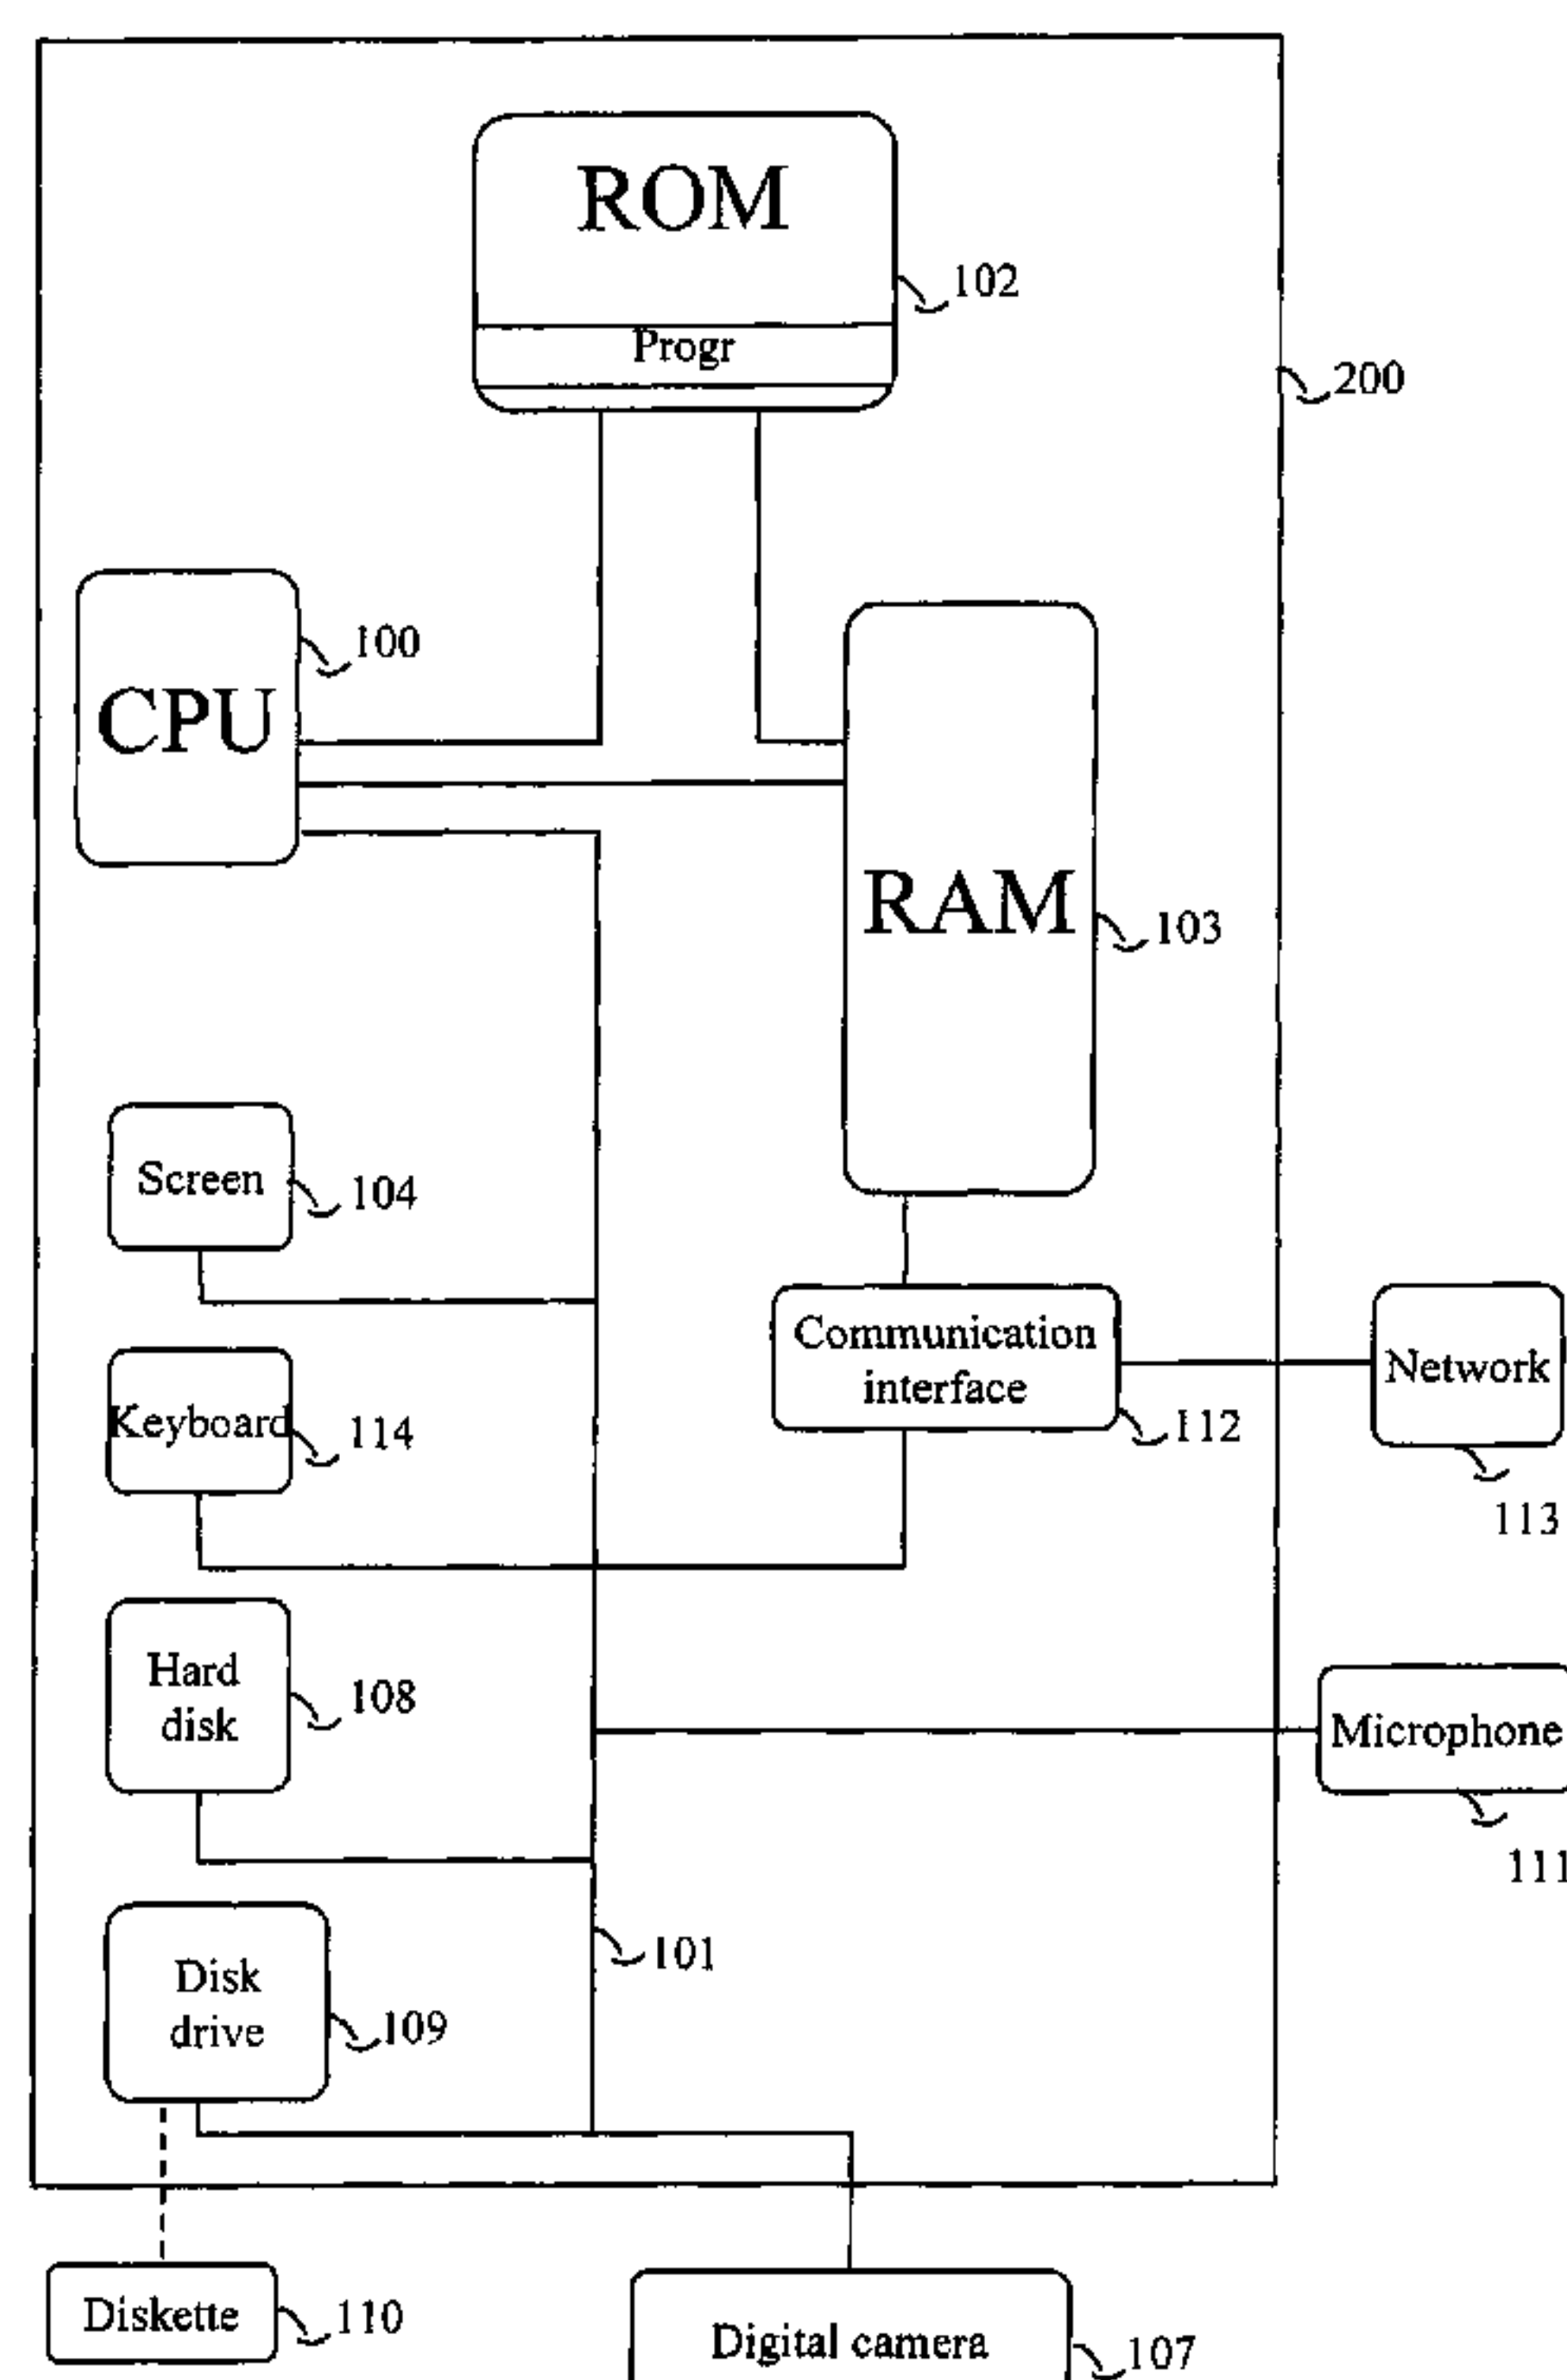 ROM
102
Progr
200
100
CPU
RAM
103
Screen
104
Communication
interface
112
Network
113
Keyboard
114
Hard
disk
108
Microphone
111
101
Disk
drive
109
Diskette
110
Digital camera
107